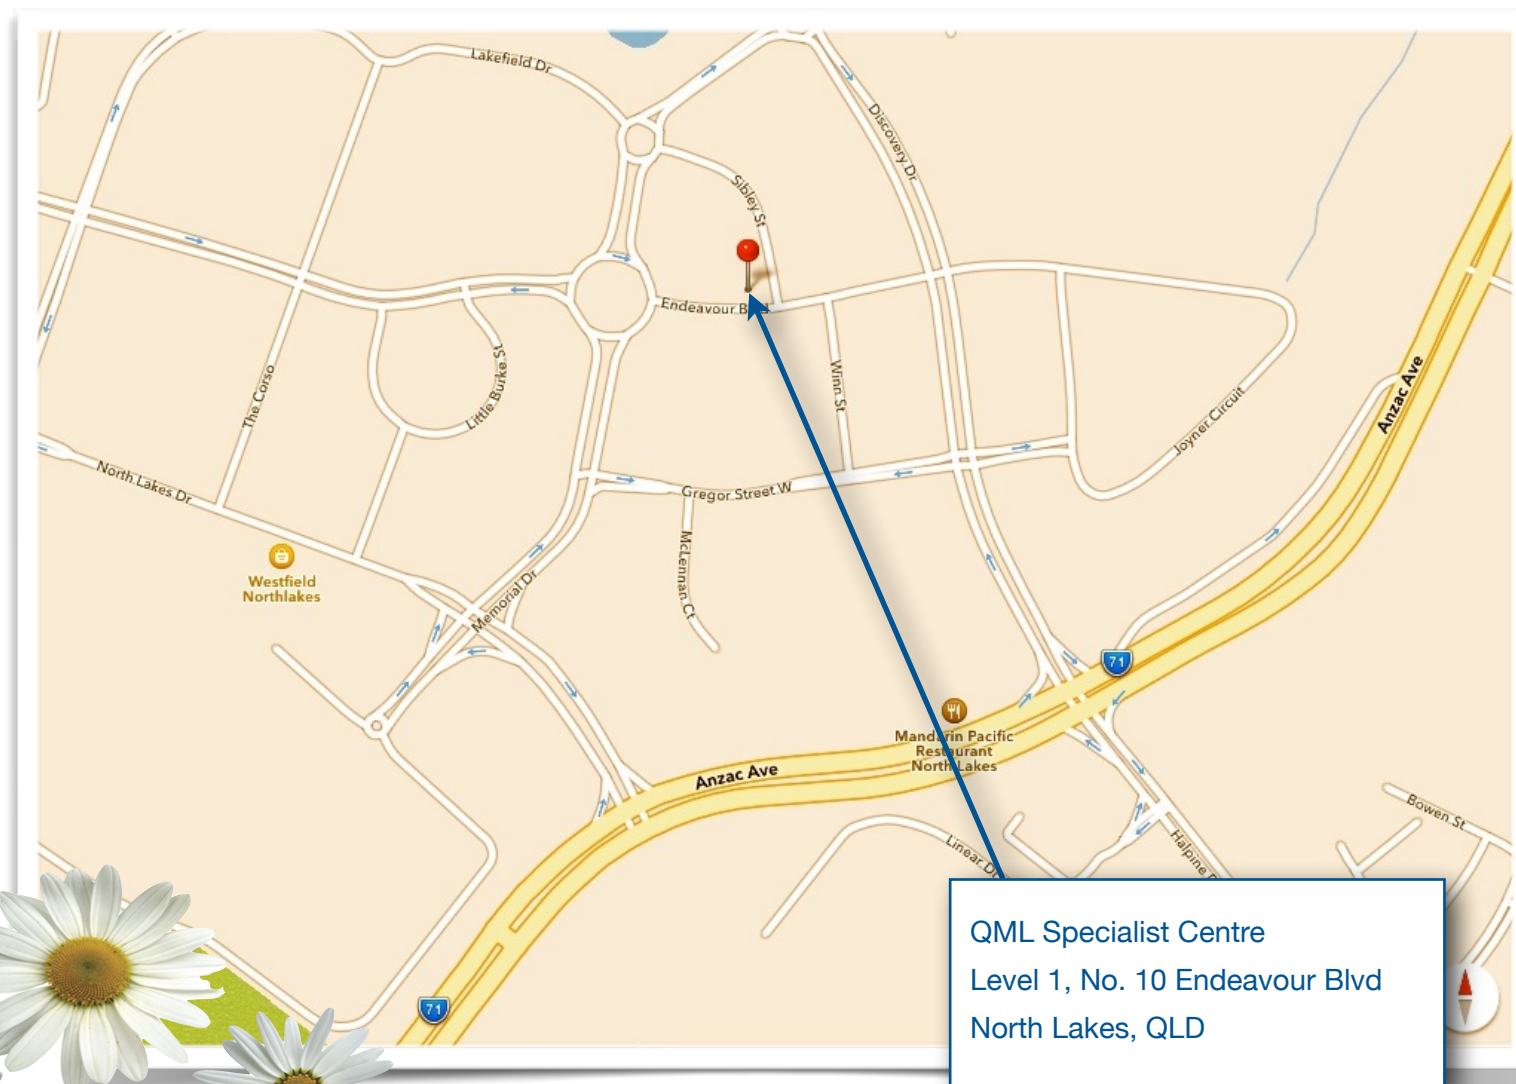 Lakefield Dr
Discovery Dr
Sibley St
Endeavour
The Corso
Little Burke St
Winn St
Anzac Ave
Joyner Circuit
North Lakes Dr
Gregor Street W
McLennan Ct
Westfield
Northlakes
Memorial Dr
71
Mandarin Pacific
Restaurant
North Lakes
Anzac Ave
Bowen St
Linear Dr
Halpine
71
QML Specialist Centre
Level 1, No. 10 Endeavour Blvd
North Lakes, QLD